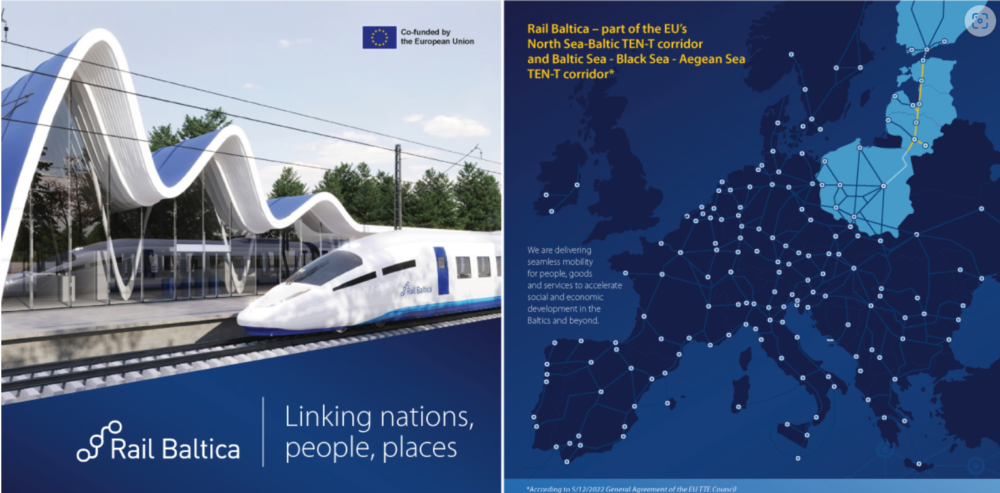 Co-funded by
the European Union
Rail Baltica
Rail Baltica
Linking nations,
people, places
Rail Baltica – part of the EU's
North Sea-Baltic TEN-T corridor
and Baltic Sea - Black Sea - Aegean Sea
TEN-T corridor*
We are delivering
seamless mobility
for people, goods
and services to accelerate
social and economic
development in the
Baltics and beyond.
*According to 5/12/2022 General Agreement of the EU TTE Council